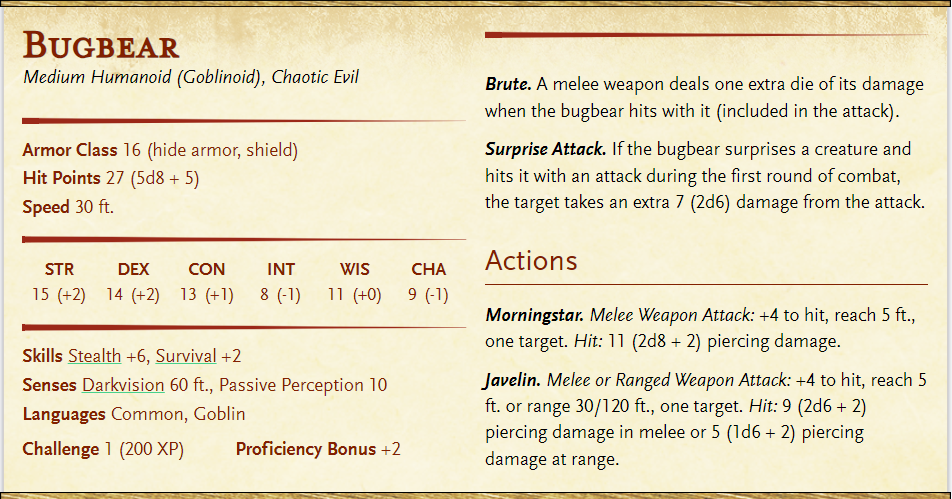 Bugbear
Medium Humanoid (Goblinoid), Chaotic Evil
Armor Class 16 (hide armor, shield)
Hit Points 27 (5d8 + 5)
Speed 30 ft.
STR DEX CON INT WIS CHA
15 (+2) 14 (+2) 13 (+1) 8 (-1) 11 (+0) 9 (-1)
Skills Stealth +6, Survival +2
Senses Darkvision 60 ft., Passive Perception 10
Languages Common, Goblin
Challenge 1 (200 XP) Proficiency Bonus +2
Brute. A melee weapon deals one extra die of its damage
when the bugbear hits with it (included in the attack).
Surprise Attack. If the bugbear surprises a creature and
hits it with an attack during the first round of combat,
the target takes an extra 7 (2d6) damage from the attack.
Actions
Morningstar. Melee Weapon Attack: +4 to hit, reach 5 ft.,
one target. Hit: 11 (2d8 + 2) piercing damage.
Javelin. Melee or Ranged Weapon Attack: +4 to hit, reach 5
ft. or range 30/120 ft., one target. Hit: 9 (2d6 + 2)
piercing damage in melee or 5 (1d6 + 2) piercing
damage at range.